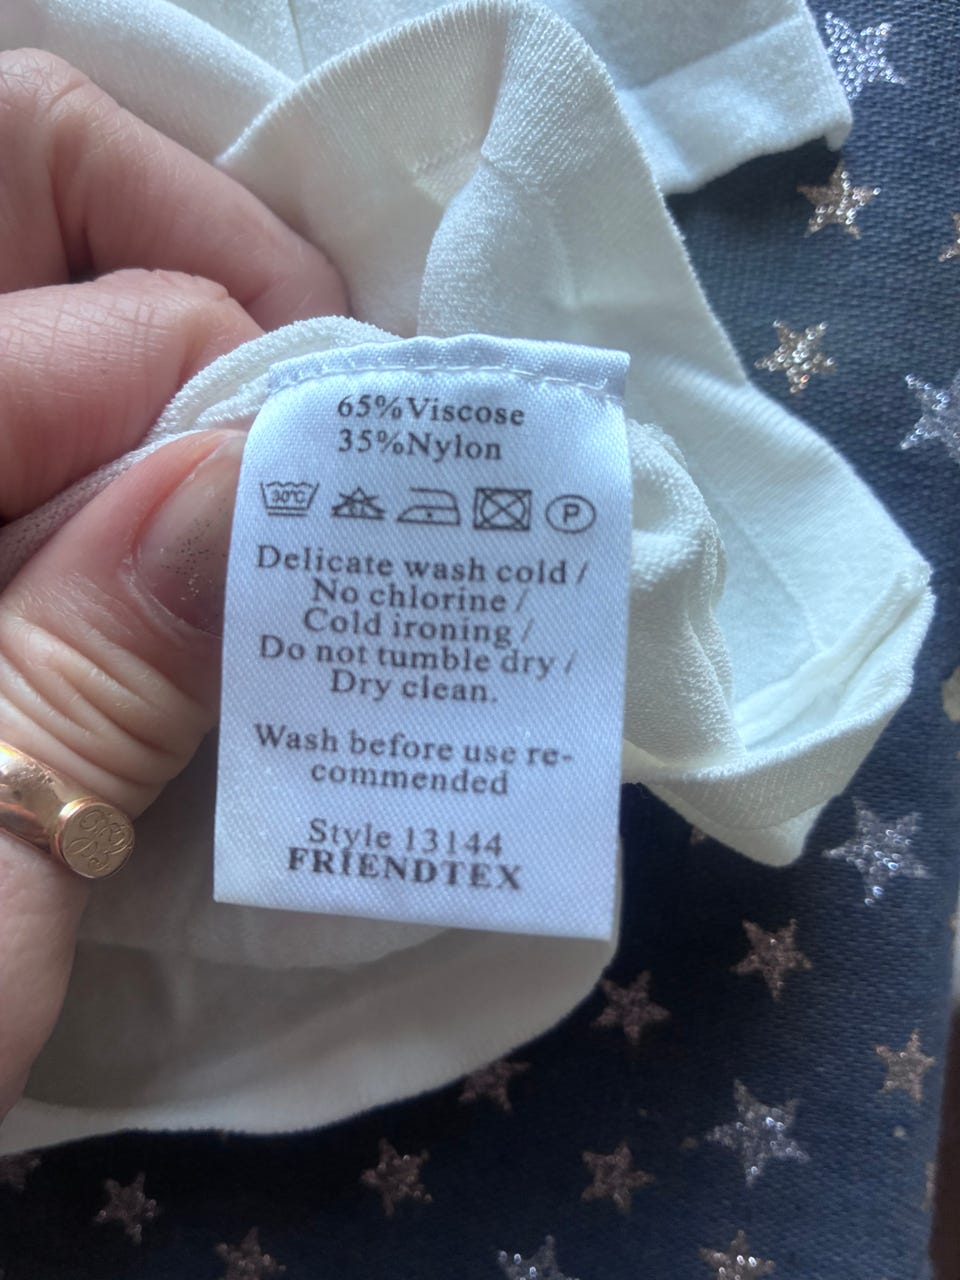 65%Viscose
35%Nylon
30°C P
Delicate wash cold /
No chlorine /
Cold ironing /
Do not tumble dry /
Dry clean.
Wash before use re-
commended
Style 13144
FRIENDTEX